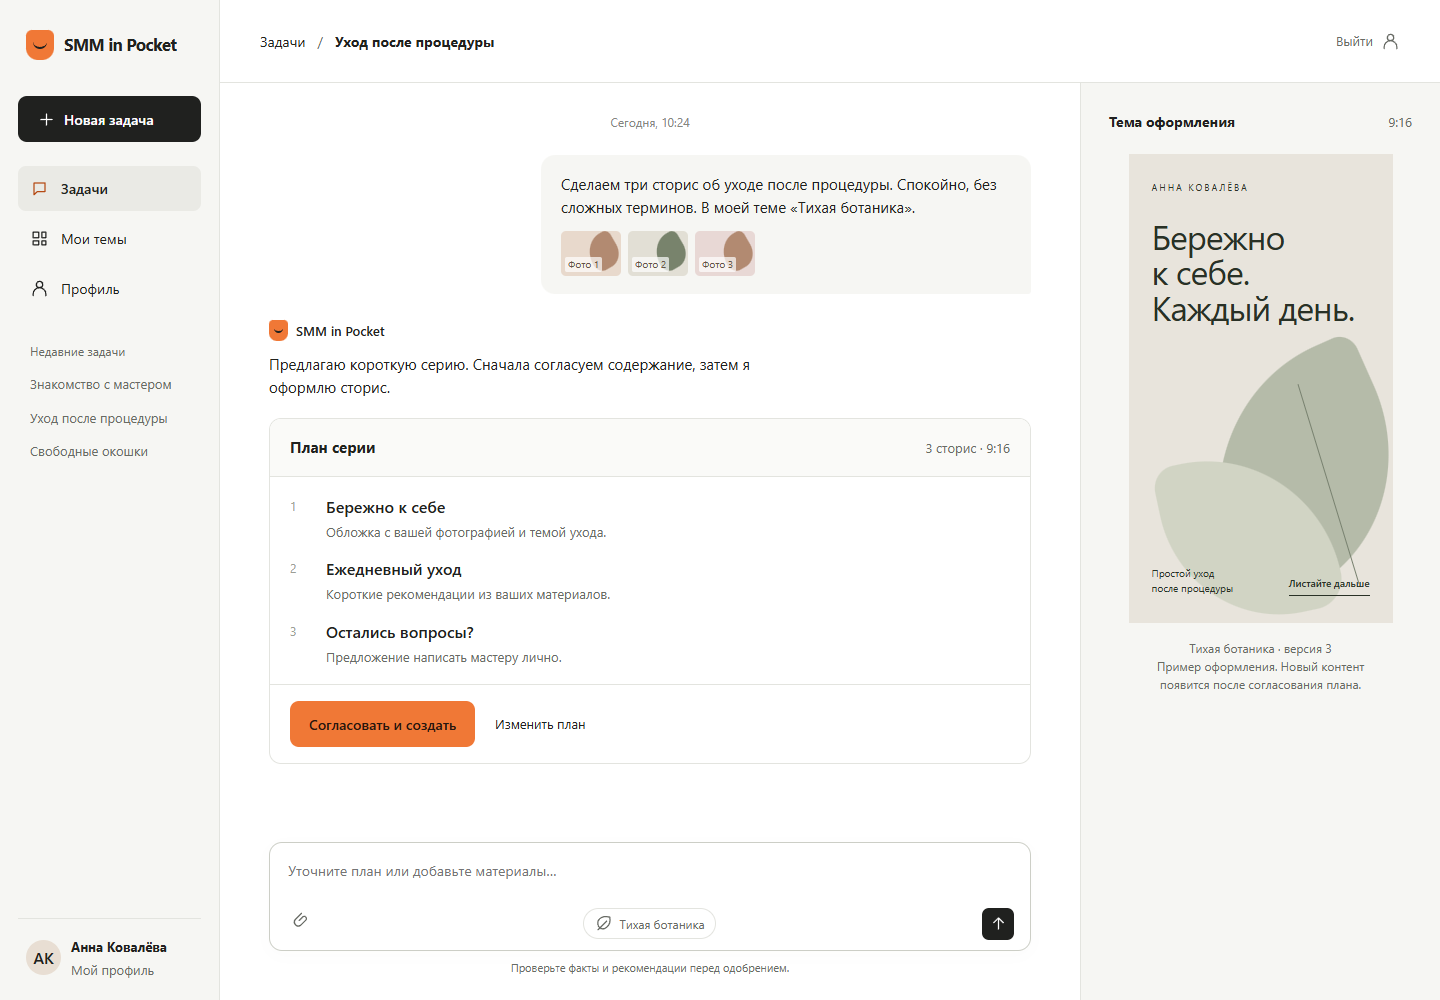 SMM in Pocket
Новая задача
Задачи
Мои темы
Профиль
Недавние задачи
Знакомство с мастером
Уход после процедуры
Свободные окошки
АК
Анна Ковалёва
Мой профиль
Задачи / Уход после процедуры
Выйти
Сегодня, 10:24
Сделаем три сторис об уходе после процедуры. Спокойно, без
сложных терминов. В моей теме «Тихая ботаника».
Фото 1
Фото 2
Фото 3
SMM in Pocket
Предлагаю короткую серию. Сначала согласуем содержание, затем я
оформлю сторис.
План серии
3 сторис · 9:16
1 Бережно к себе
Обложка с вашей фотографией и темой ухода.
2 Ежедневный уход
Короткие рекомендации из ваших материалов.
3 Остались вопросы?
Предложение написать мастеру лично.
Согласовать и создать
Изменить план
Уточните план или добавьте материалы...
Тихая ботаника
Проверьте факты и рекомендации перед одобрением.
Тема оформления
9:16
АННА КОВАЛЁВА
Бережно
к себе.
Каждый день.
Простой уход
после процедуры
Листайте дальше
Тихая ботаника · версия 3
Пример оформления. Новый контент
появится после согласования плана.